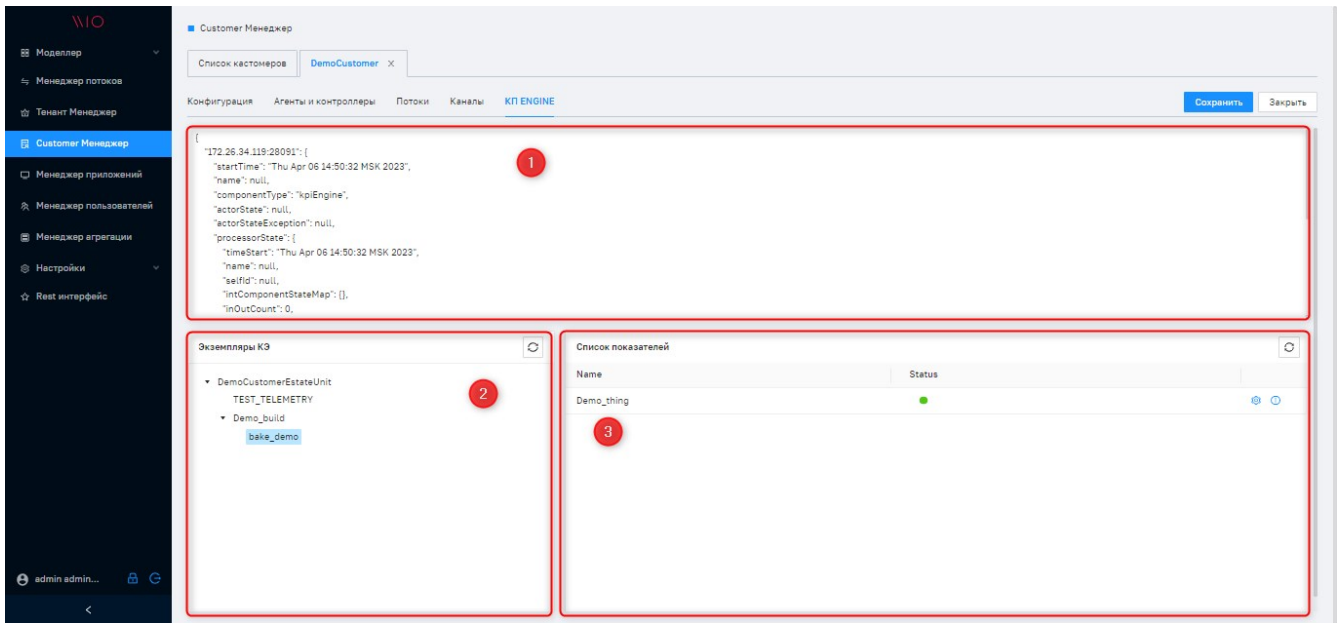 WIO
Customer Менеджер
Моделлер
Список кастомеров
DemoCustomer
Менеджер потоков
Конфигурация
Агенты и контроллеры
Потоки
Каналы
КП ENGINE
Сохранить
Закрыть
Тенант Менеджер
Customer Менеджер
Менеджер приложений
Менеджер пользователей
Менеджер агрегации
Настройки
Rest интерфейс
{
"172.26.34.119:28091": {
"startTime": "Thu Apr 06 14:50:32 MSK 2023",
"name": null,
"componentType": "kpiEngine",
"actorState": null,
"actorStateException": null,
"processorState": {
"timeStart": "Thu Apr 06 14:50:32 MSK 2023",
"name": null,
"selfId": null,
"intComponentStateMap": {},
"inOutCount": 0,
1
Экземпляры КЭ
DemoCustomerEstateUnit
TEST_TELEMETRY
Demo_build
bake_demo
2
Список показателей
Name
Status
Demo_thing
3
admin admin...